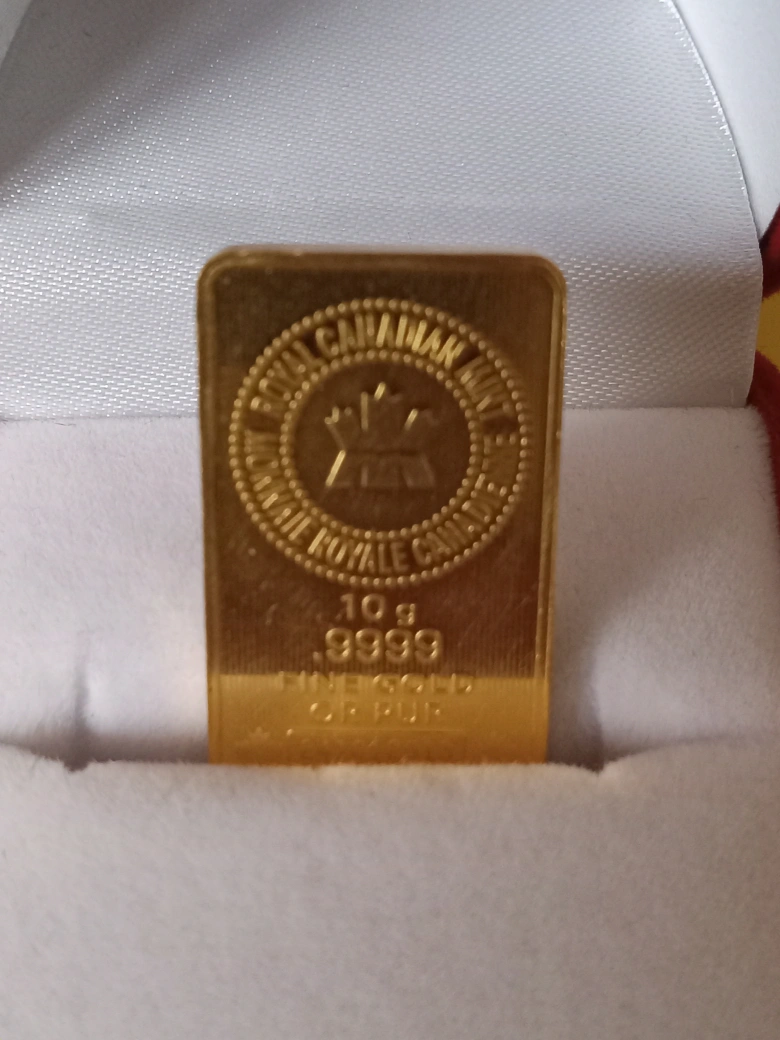 ROYAL CANADIAN MINT
MONNAIE ROYALE CANADIENNE
10 g
.9999
FINE GOLD
OR PUR